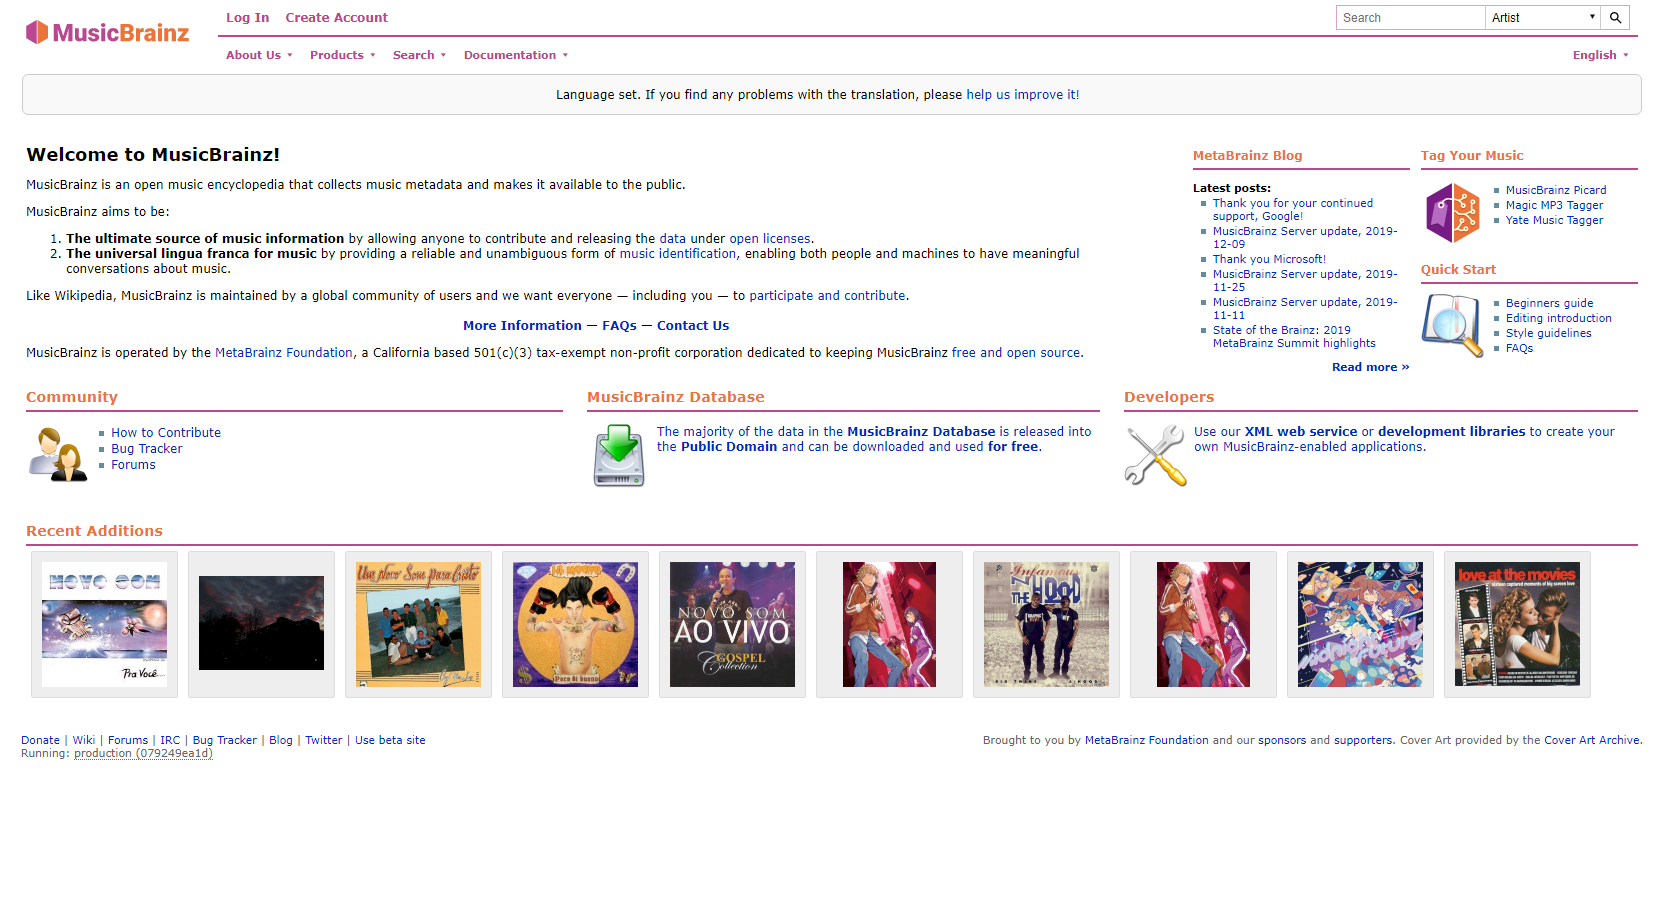 MusicBrainz
Log In Create Account
Search Artist
About Us Products Search Documentation English
Language set. If you find any problems with the translation, please help us improve it!
Welcome to MusicBrainz!
MusicBrainz is an open music encyclopedia that collects music metadata and makes it available to the public.
MusicBrainz aims to be:
1. The ultimate source of music information by allowing anyone to contribute and releasing the data under open licenses.
2. The universal lingua franca for music by providing a reliable and unambiguous form of music identification, enabling both people and machines to have meaningful
conversations about music.
Like Wikipedia, MusicBrainz is maintained by a global community of users and we want everyone — including you — to participate and contribute.
More Information — FAQs — Contact Us
MusicBrainz is operated by the MetaBrainz Foundation, a California based 501(c)(3) tax-exempt non-profit corporation dedicated to keeping MusicBrainz free and open source.
MetaBrainz Blog
Latest posts:
Thank you for your continued
support, Google!
MusicBrainz Server update, 2019-
12-09
Thank you Microsoft!
MusicBrainz Server update, 2019-
11-25
MusicBrainz Server update, 2019-
11-11
State of the Brainz: 2019
MetaBrainz Summit highlights
Read more »
Tag Your Music
MusicBrainz Picard
Magic MP3 Tagger
Yate Music Tagger
Quick Start
Beginners guide
Editing introduction
Style guidelines
FAQs
Community
How to Contribute
Bug Tracker
Forums
MusicBrainz Database
The majority of the data in the MusicBrainz Database is released into
the Public Domain and can be downloaded and used for free.
Developers
Use our XML web service or development libraries to create your
own MusicBrainz-enabled applications.
Recent Additions
NOVO SOM
Pra Você
Um Novo Som para Cristo
NOVO SOM
AO VIVO
GOSPEL
Collection
Infamous
IN
THE HOOD
love at the movies
Donate | Wiki | Forums | IRC | Bug Tracker | Blog | Twitter | Use beta site
Running: production (079249ea1d)
Brought to you by MetaBrainz Foundation and our sponsors and supporters. Cover Art provided by the Cover Art Archive.